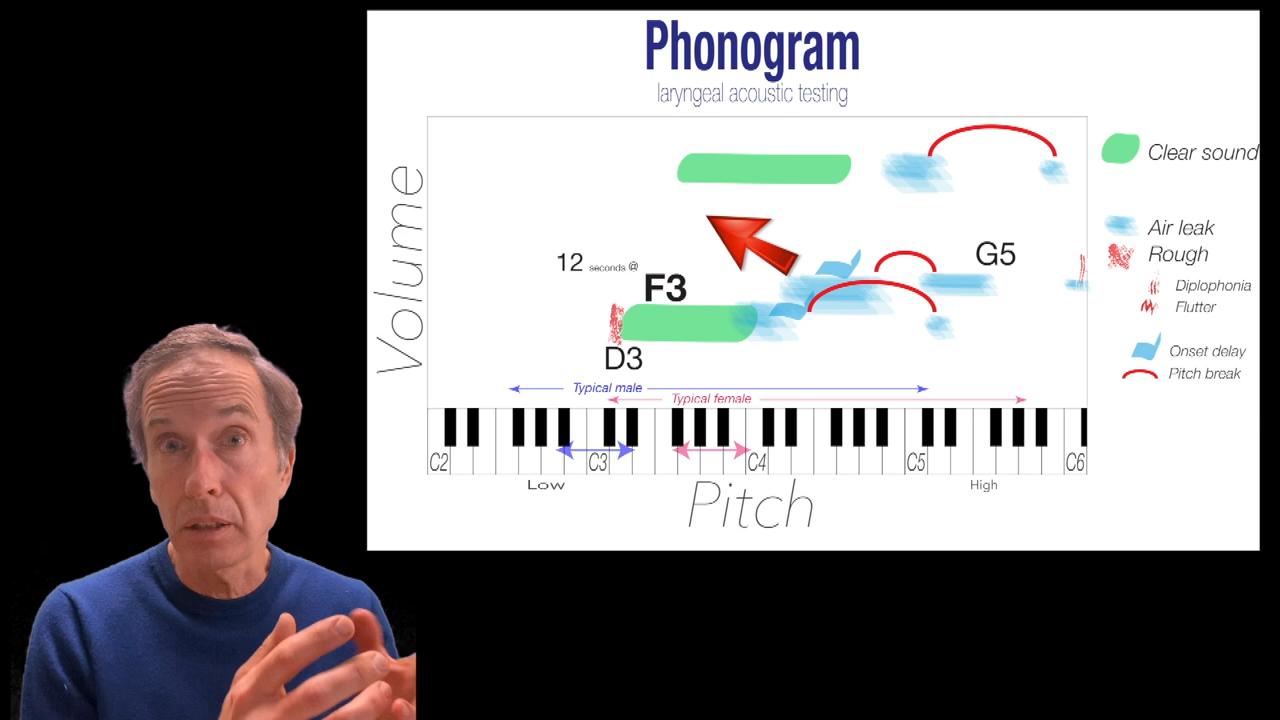 Phonogram
laryngeal acoustic testing
Volume
Clear sound
Air leak
Rough
Diplophonia
Flutter
Onset delay
Pitch break
G5
12 seconds @
F3
D3
Typical male
Typical female
C2 C3 C4 C5 C6
Low High
Pitch